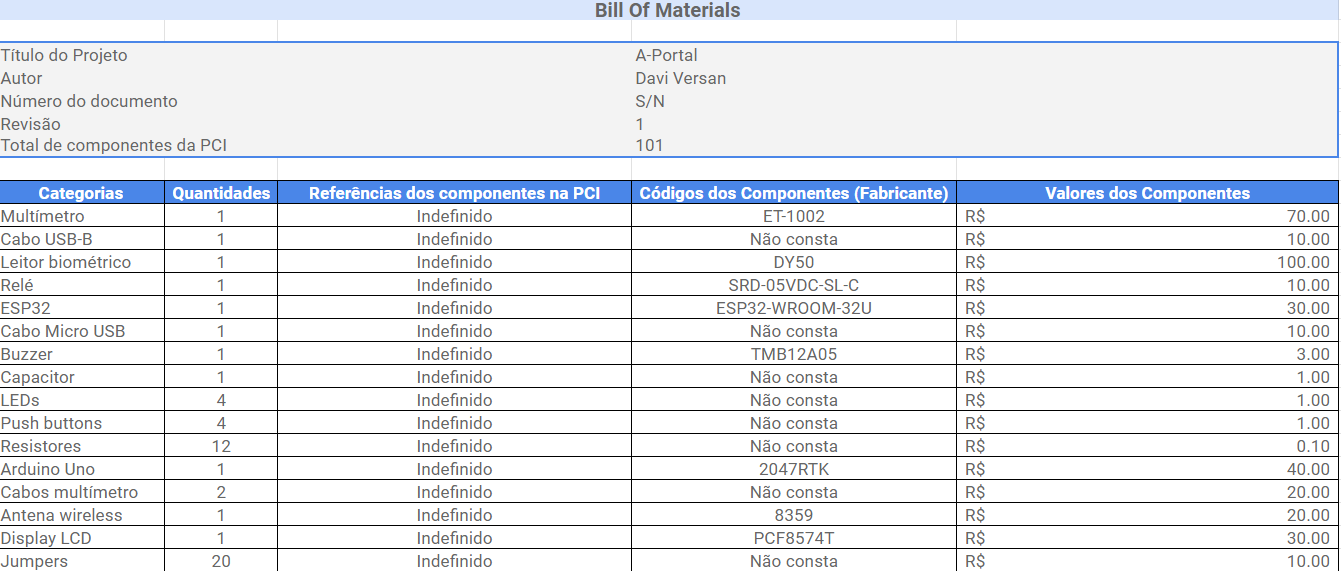 Bill Of Materials
Título do Projeto A-Portal
Autor Davi Versan
Número do documento S/N
Revisão 1
Total de componentes da PCI 101
Categorias Quantidades Referências dos componentes na PCI Códigos dos Componentes (Fabricante) Valores dos Componentes
Multímetro 1 Indefinido ET-1002 R$ 70.00
Cabo USB-B 1 Indefinido Não consta R$ 10.00
Leitor biométrico 1 Indefinido DY50 R$ 100.00
Relé 1 Indefinido SRD-05VDC-SL-C R$ 10.00
ESP32 1 Indefinido ESP32-WROOM-32U R$ 30.00
Cabo Micro USB 1 Indefinido Não consta R$ 10.00
Buzzer 1 Indefinido TMB12A05 R$ 3.00
Capacitor 1 Indefinido Não consta R$ 1.00
LEDs 4 Indefinido Não consta R$ 1.00
Push buttons 4 Indefinido Não consta R$ 1.00
Resistores 12 Indefinido Não consta R$ 0.10
Arduino Uno 1 Indefinido 2047RTK R$ 40.00
Cabos multímetro 2 Indefinido Não consta R$ 20.00
Antena wireless 1 Indefinido 8359 R$ 20.00
Display LCD 1 Indefinido PCF8574T R$ 30.00
Jumpers 20 Indefinido Não consta R$ 10.00